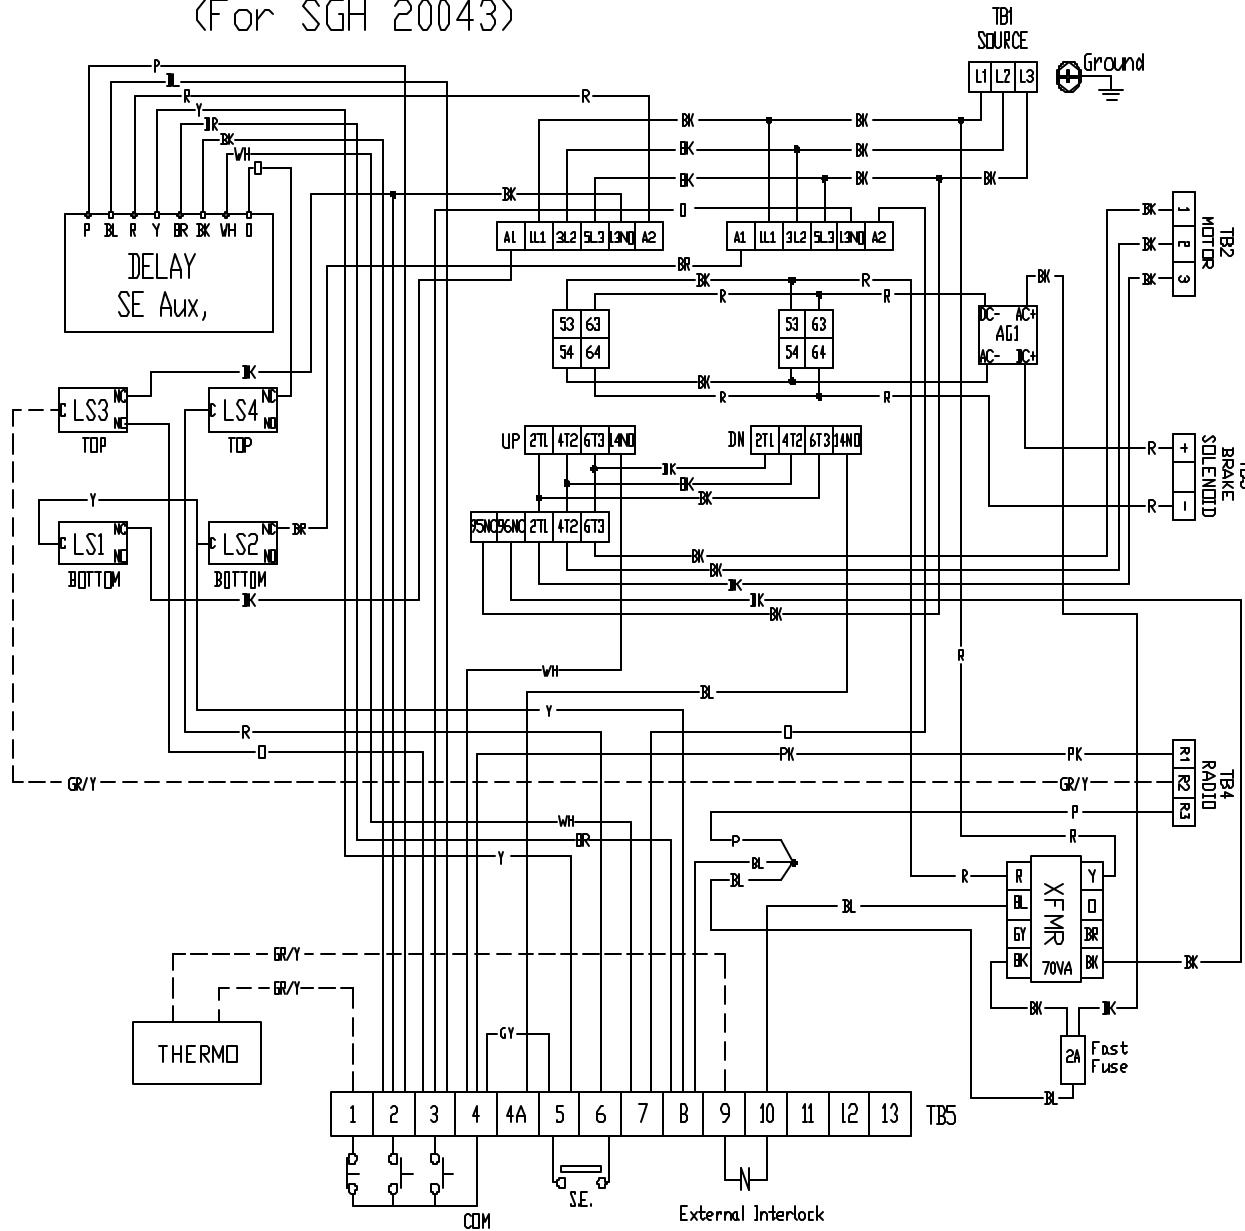 (For SGH 20043)
TB1
SOURCE
L1 L2 L3
Ground
P
BL
R R
Y
BR
BK
WH
O
BK BK
BK BK
BK BK BK
BK
O
P BL R Y BR BK WH O
DELAY
SE Aux,
A1 1L1 3L2 5L3 13NO A2
A1 1L1 3L2 5L3 13NO A2
BR
BK R
R R
BK
1 2 3
TB2
MOTOR
BK
BK
BK
53 63
54 64
53 63
54 64
DC- AC+
AG1
AC- DC+
BK
BK
R R
C LS3 NC
NO
TOP
C LS4 NC
NO
TOP
UP 2T1 4T2 6T3 14NO
DN 2T1 4T2 6T3 14NO
BK
BK
BK
R
R
+
-
BRAKE
SOLENOID
Y
C LS1 NC
NO
BOTTOM
C LS2 NC
NO
BOTTOM
BR
95NC 96NC 2T1 4T2 6T3
BK
BK
BK
BK BK
BK
WH
BL
Y
R
O
O
R
PK PK
GR/Y GR/Y
P
R1
R2
R3
TB4
RADIO
WH
BR
Y
P
BL
BL
R
R
BL
R
BL
GY
BK
XFMR
70VA
Y
O
BR
BK
BK
BK BK
2A
Fast
Fuse
BL
GR/Y
GR/Y
THERMO
GY
1 2 3 4 4A 5 6 7 8 9 10 11 12 13 TB5
COM
S.E.
N
External Interlock